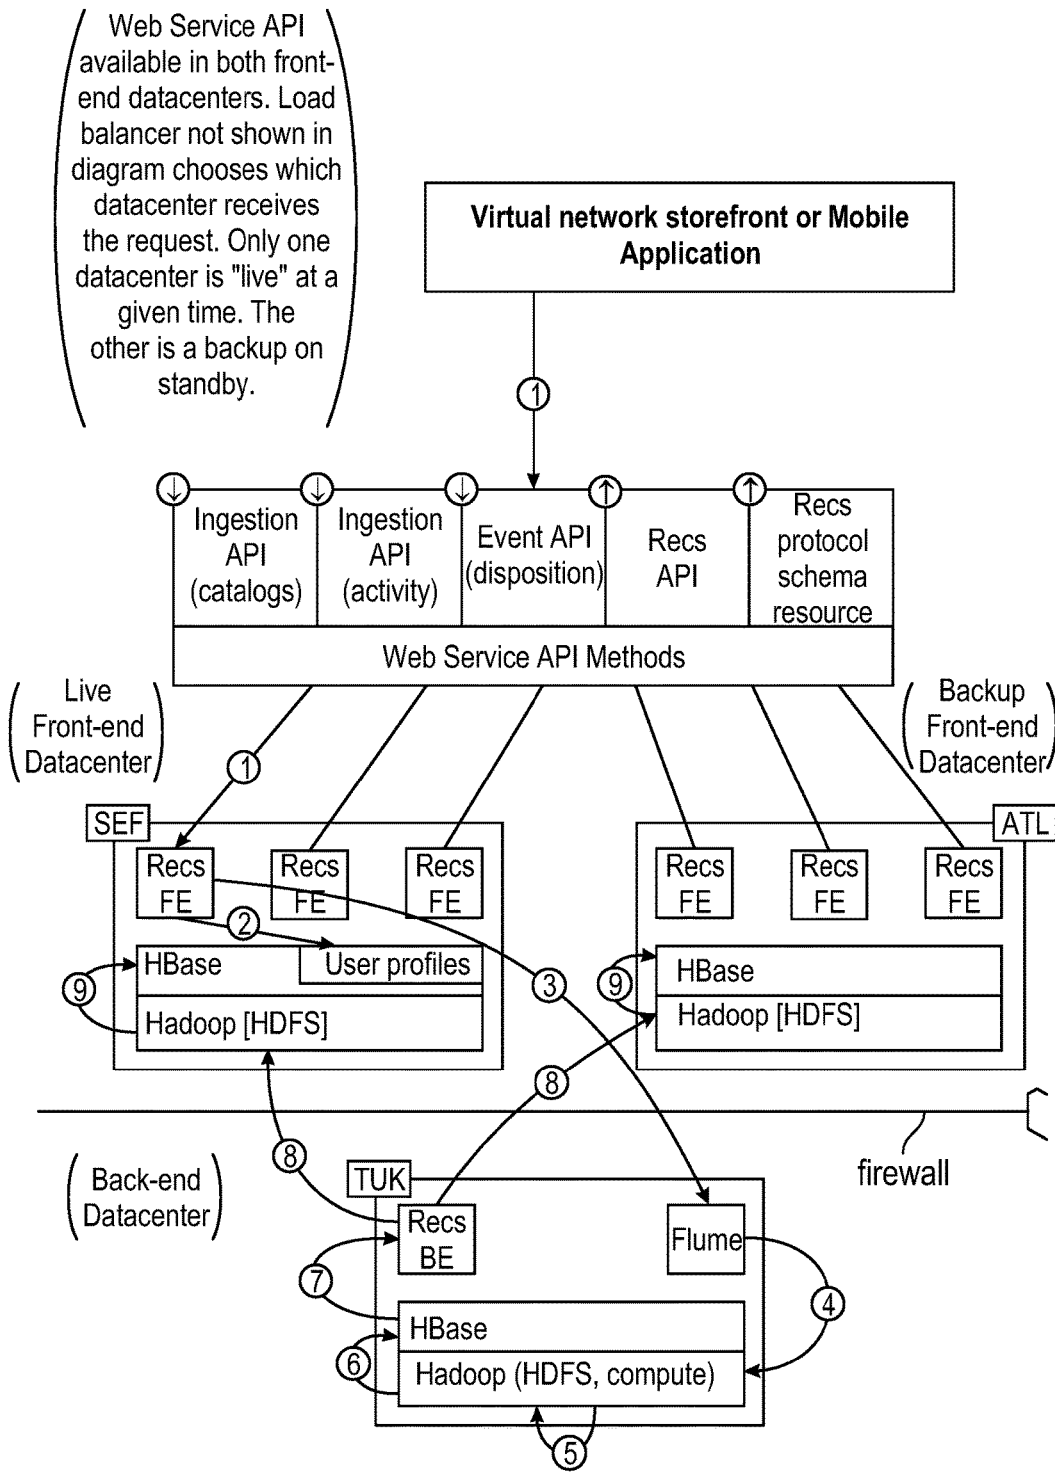 Web Service API
available in both front-
end datacenters. Load
balancer not shown in
diagram chooses which
datacenter receives
the request. Only one
datacenter is "live" at a
given time. The
other is a backup on
standby.
Virtual network storefront or Mobile
Application
1
Ingestion
API
(catalogs)
Ingestion
API
(activity)
Event API
(disposition)
Recs
API
Recs
protocol
schema
resource
Web Service API Methods
Live
Front-end
Datacenter
Backup
Front-end
Datacenter
1
SEF
Recs
FE
Recs
FE
Recs
FE
2
HBase
User profiles
Hadoop [HDFS]
9
3
ATL
Recs
FE
Recs
FE
Recs
FE
9
HBase
Hadoop [HDFS]
8
firewall
8
Back-end
Datacenter
TUK
Recs
BE
Flume
7
4
HBase
6
Hadoop (HDFS, compute)
5